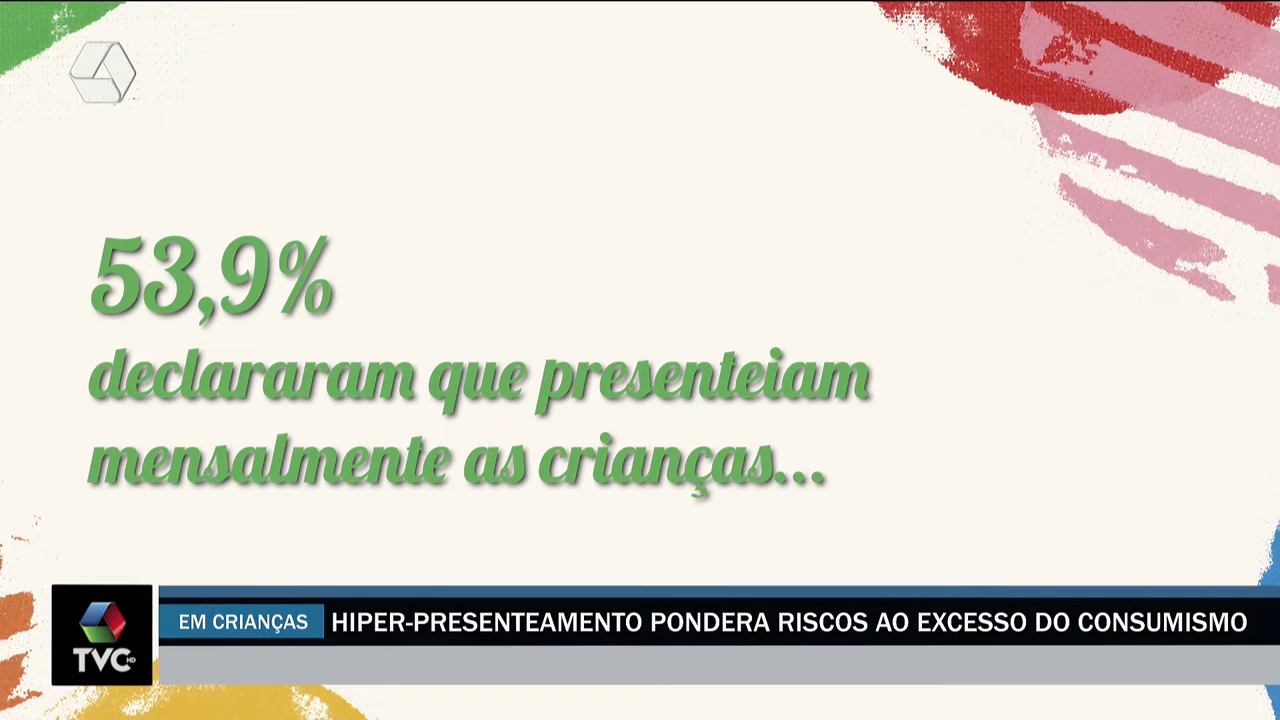 53,9%
declararam que presenteiam
mensalmente as crianças...
EM CRIANÇAS
HIPER-PRESENTEAMENTO PONDERA RISCOS AO EXCESSO DO CONSUMISMO
TVC HD